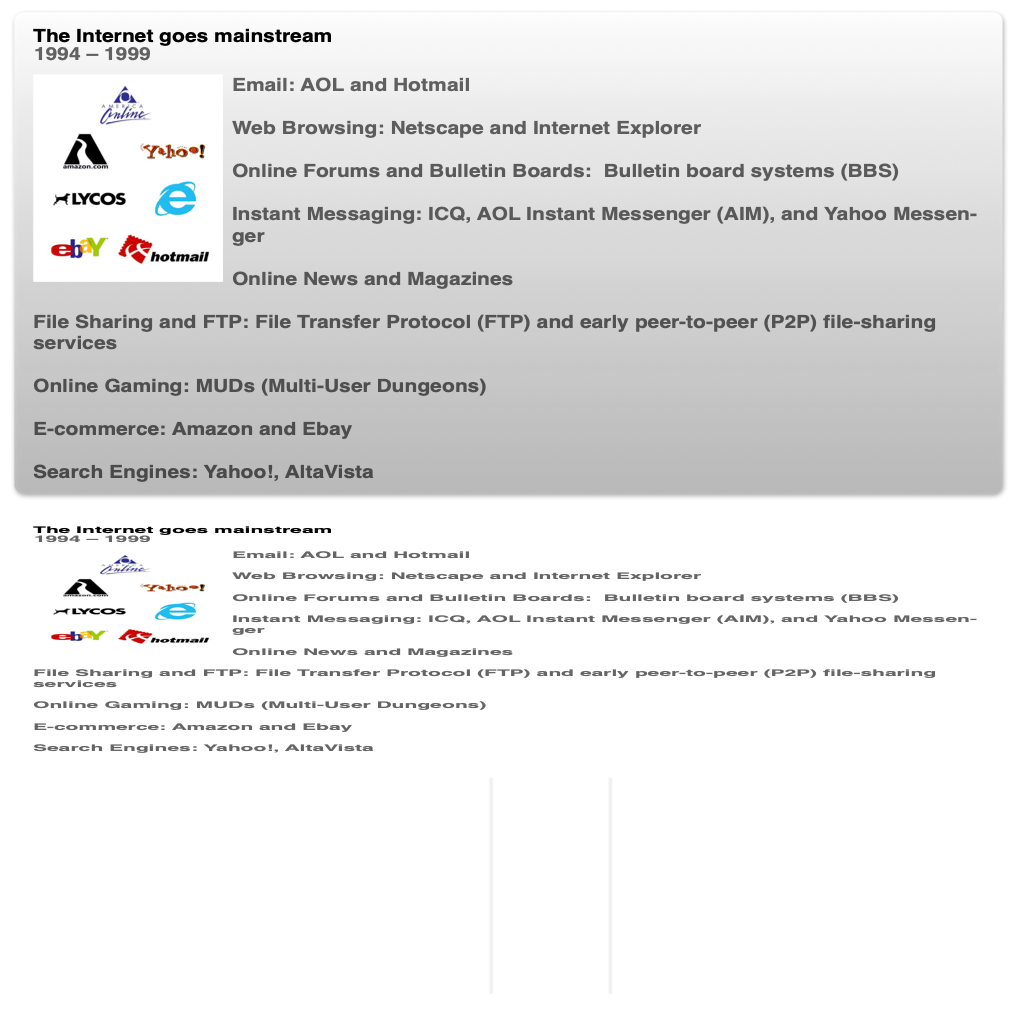 The Internet goes mainstream
1994 – 1999
AMERICA
Online
amazon.com
YAHOO!
LYCOS
ebaY
hotmail
Email: AOL and Hotmail
Web Browsing: Netscape and Internet Explorer
Online Forums and Bulletin Boards:  Bulletin board systems (BBS)
Instant Messaging: ICQ, AOL Instant Messenger (AIM), and Yahoo Messen-
ger
Online News and Magazines
File Sharing and FTP: File Transfer Protocol (FTP) and early peer-to-peer (P2P) file-sharing
services
Online Gaming: MUDs (Multi-User Dungeons)
E-commerce: Amazon and Ebay
Search Engines: Yahoo!, AltaVista
The Internet goes mainstream
1994 – 1999
Online
amazon.com
YAHOO!
LYCOS
ebaY
hotmail
Email: AOL and Hotmail
Web Browsing: Netscape and Internet Explorer
Online Forums and Bulletin Boards:  Bulletin board systems (BBS)
Instant Messaging: ICQ, AOL Instant Messenger (AIM), and Yahoo Messen-
ger
Online News and Magazines
File Sharing and FTP: File Transfer Protocol (FTP) and early peer-to-peer (P2P) file-sharing
services
Online Gaming: MUDs (Multi-User Dungeons)
E-commerce: Amazon and Ebay
Search Engines: Yahoo!, AltaVista